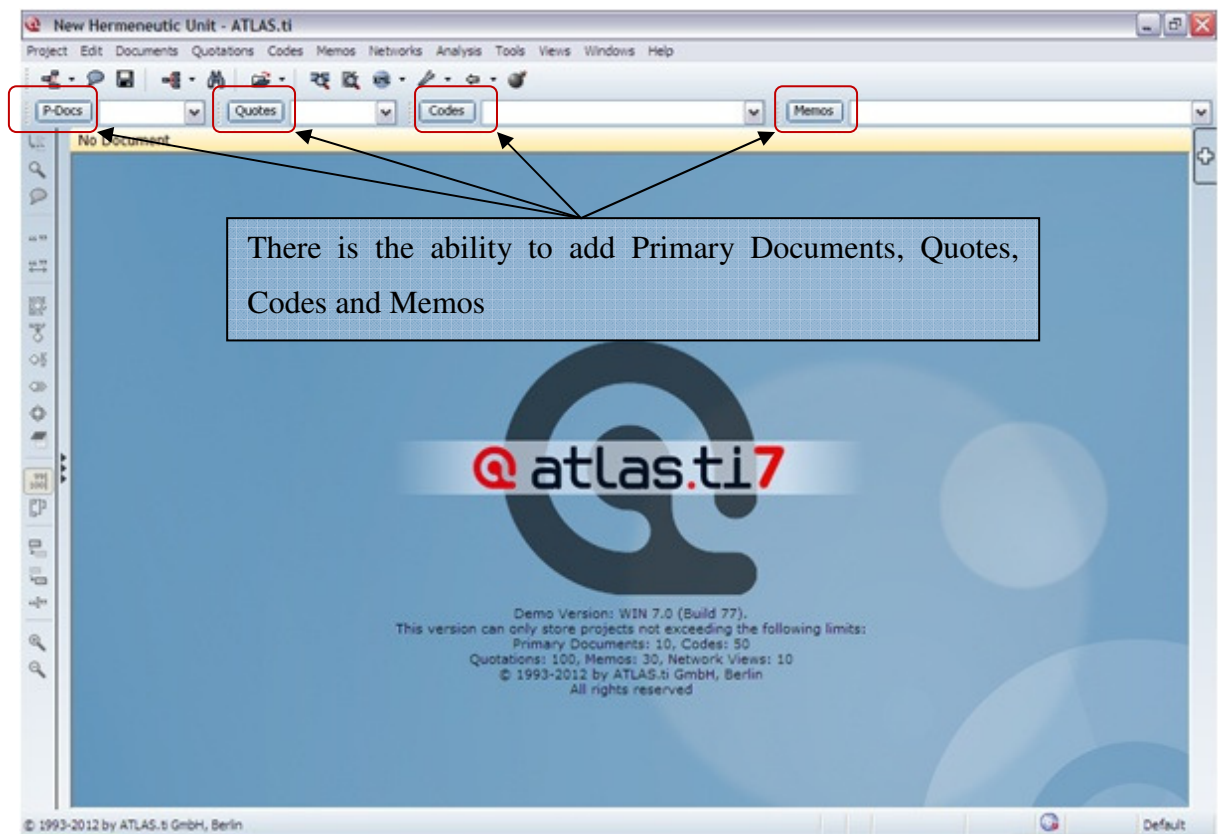 New Hermeneutic Unit - ATLAS.ti
Project Edit Documents Quotations Codes Memos Networks Analysis Tools Views Windows Help
P-Docs Quotes Codes Memos
No Document
There is the ability to add Primary Documents, Quotes,
Codes and Memos
atlas.ti7
Demo Version: WIN 7.0 (Build 77).
This version can only store projects not exceeding the following limits:
Primary Documents: 10, Codes: 50
Quotations: 100, Memos: 30, Network Views: 10
© 1993-2012 by ATLAS.ti GmbH, Berlin
All rights reserved
© 1993-2012 by ATLAS.ti GmbH, Berlin Default